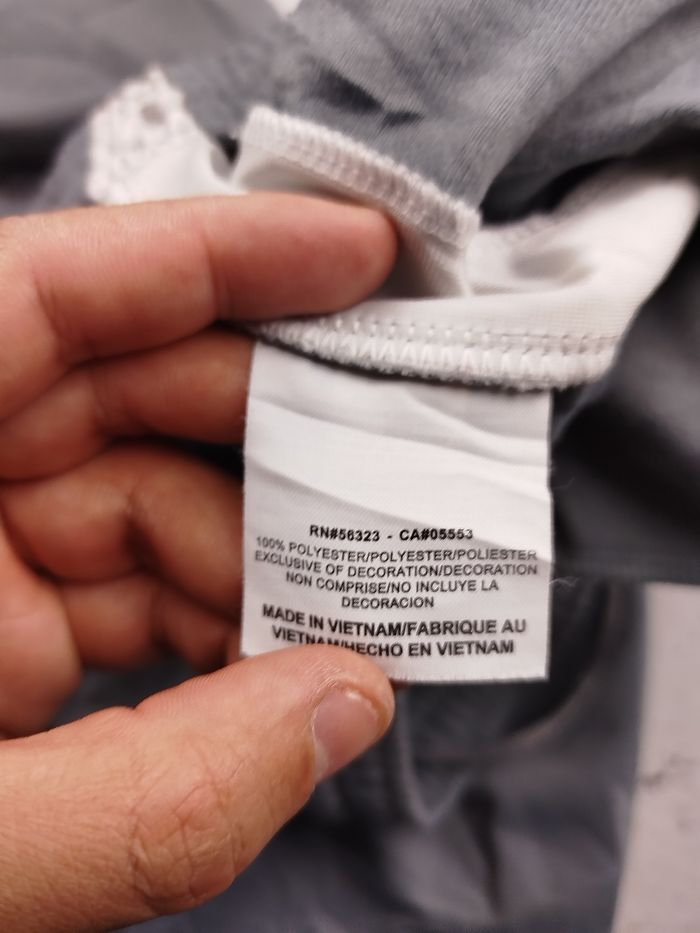 RN#56323 - CA#05553
100% POLYESTER/POLYESTER/POLIESTER
EXCLUSIVE OF DECORATION/DECORATION
NON COMPRISE/NO INCLUYE LA
DECORACION
MADE IN VIETNAM/FABRIQUE AU
VIETNAM/HECHO EN VIETNAM